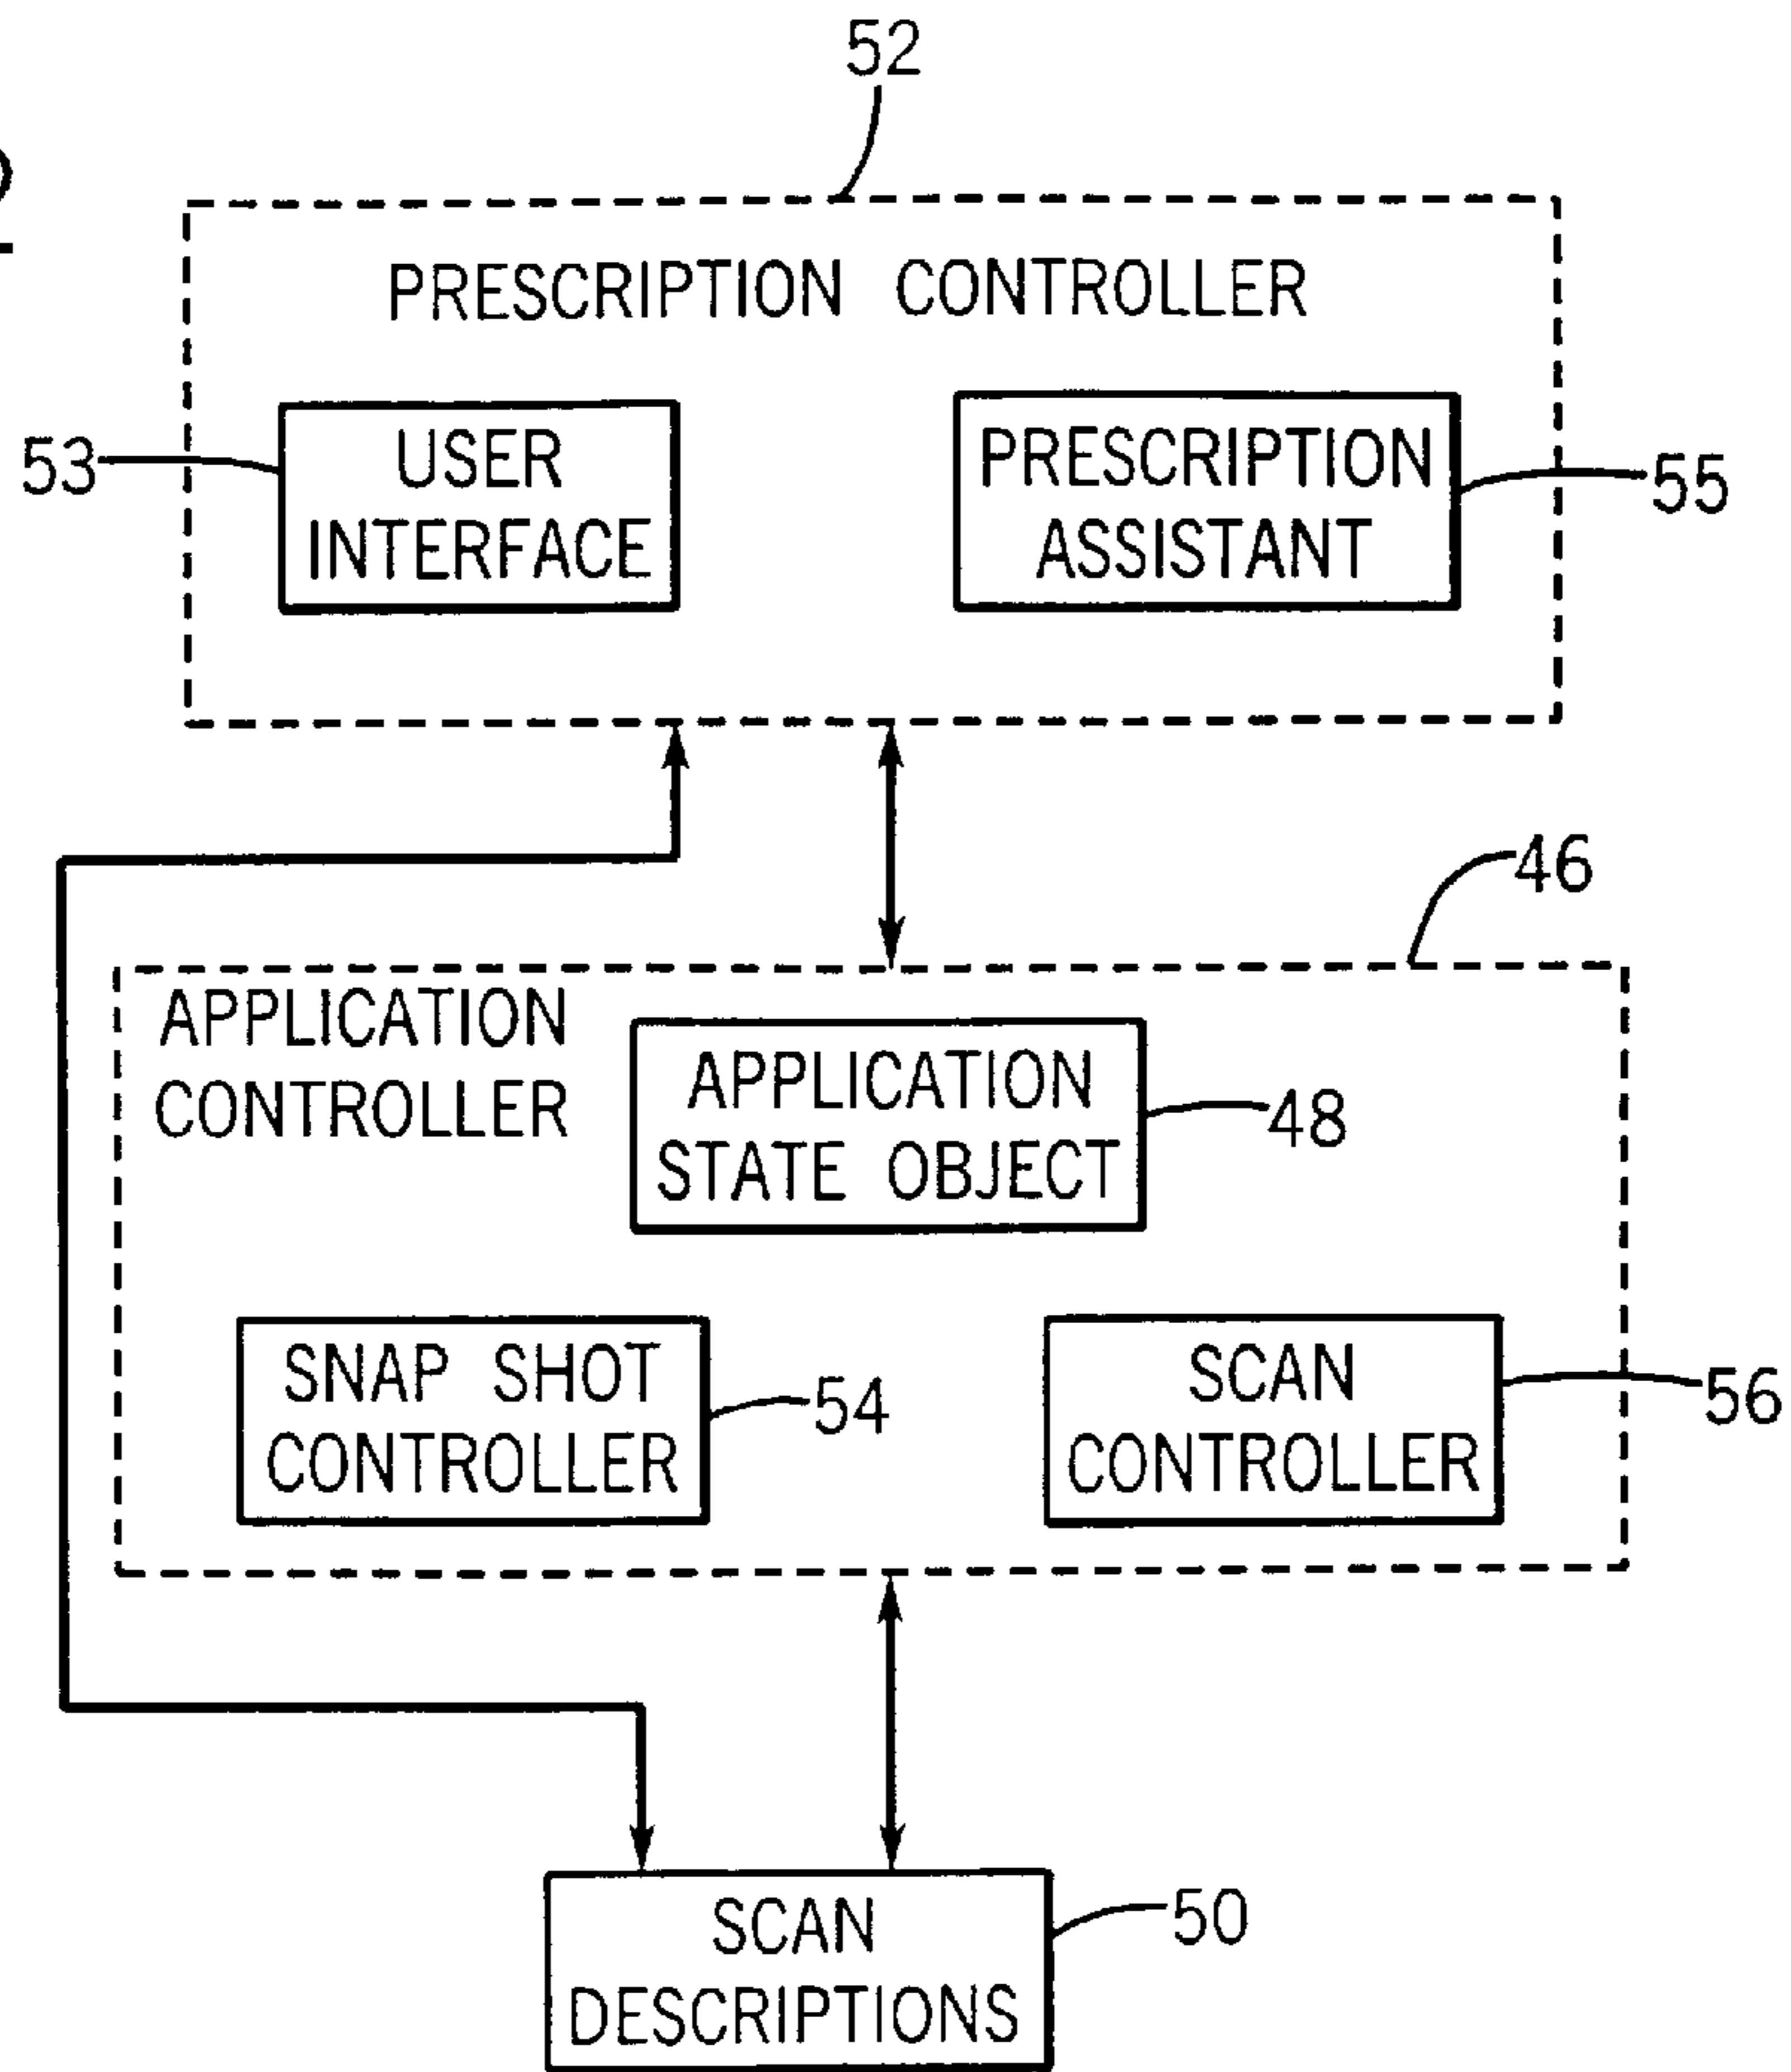 52
PRESCRIPTION CONTROLLER
53
USER
INTERFACE
PRESCRIPTION
ASSISTANT
55
46
APPLICATION
CONTROLLER
APPLICATION
STATE OBJECT
48
SNAP SHOT
CONTROLLER
54
SCAN
CONTROLLER
56
SCAN
DESCRIPTIONS
50